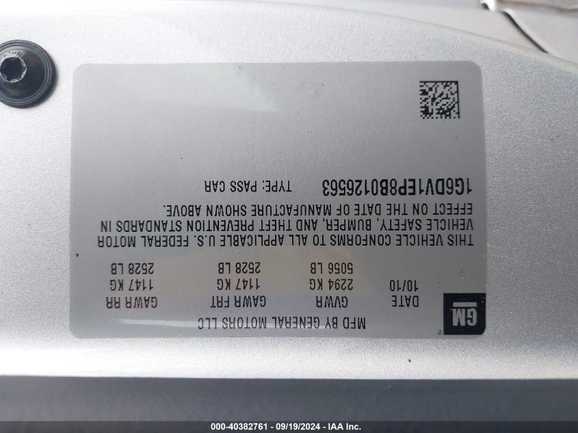 MFD BY GENERAL MOTORS LLC
GM
DATE GVWR GAWR FRT GAWR RR
10/10 2294 KG 1147 KG 1147 KG
5056 LB 2528 LB 2528 LB
THIS VEHICLE CONFORMS TO ALL APPLICABLE U.S. FEDERAL MOTOR
VEHICLE SAFETY, BUMPER, AND THEFT PREVENTION STANDARDS IN
EFFECT ON THE DATE OF MANUFACTURE SHOWN ABOVE.
1G6DV1EP8B0126563 TYPE: PASS CAR
000-40382761 - 09/19/2024 - IAA Inc.